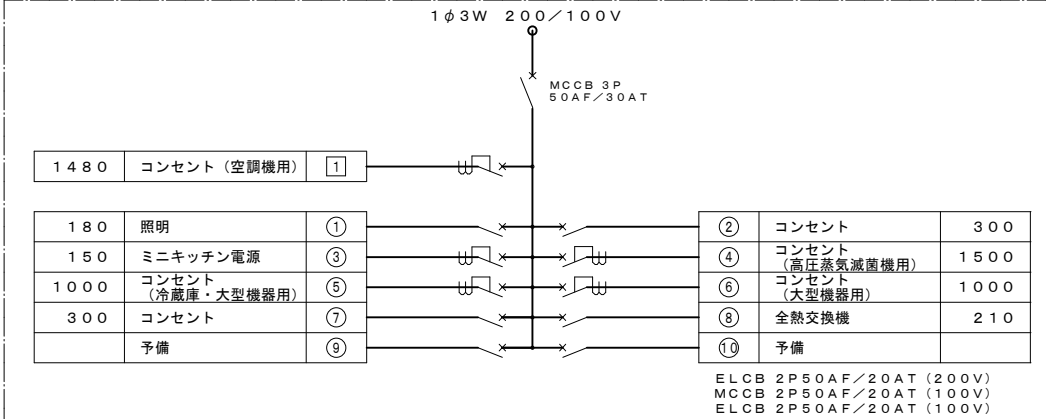 1φ3W 200/100V
MCCB 3P
50AF/30AT
1480 コンセント(空調機用) 1
180 照明 ① ② コンセント 300
150 ミニキッチン電源 ③ ④ コンセント(高圧蒸気滅菌機用) 1500
1000 コンセント(冷蔵庫・大型機器用) ⑤ ⑥ コンセント(大型機器用) 1000
300 コンセント ⑦ ⑧ 全熱交換機 210
予備 ⑨ ⑩ 予備
ELCB 2P50AF/20AT(200V)
MCCB 2P50AF/20AT(100V)
ELCB 2P50AF/20AT(100V)